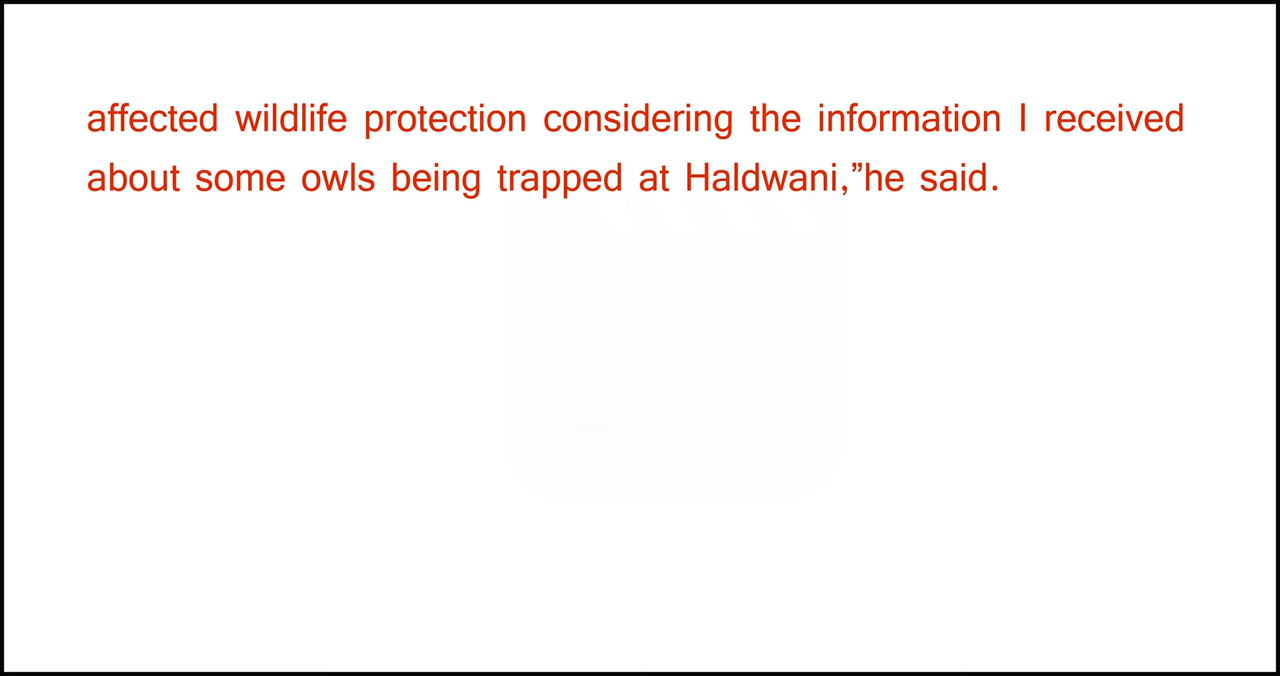 affected wildlife protection considering the information I received
about some owls being trapped at Haldwani,”he said.